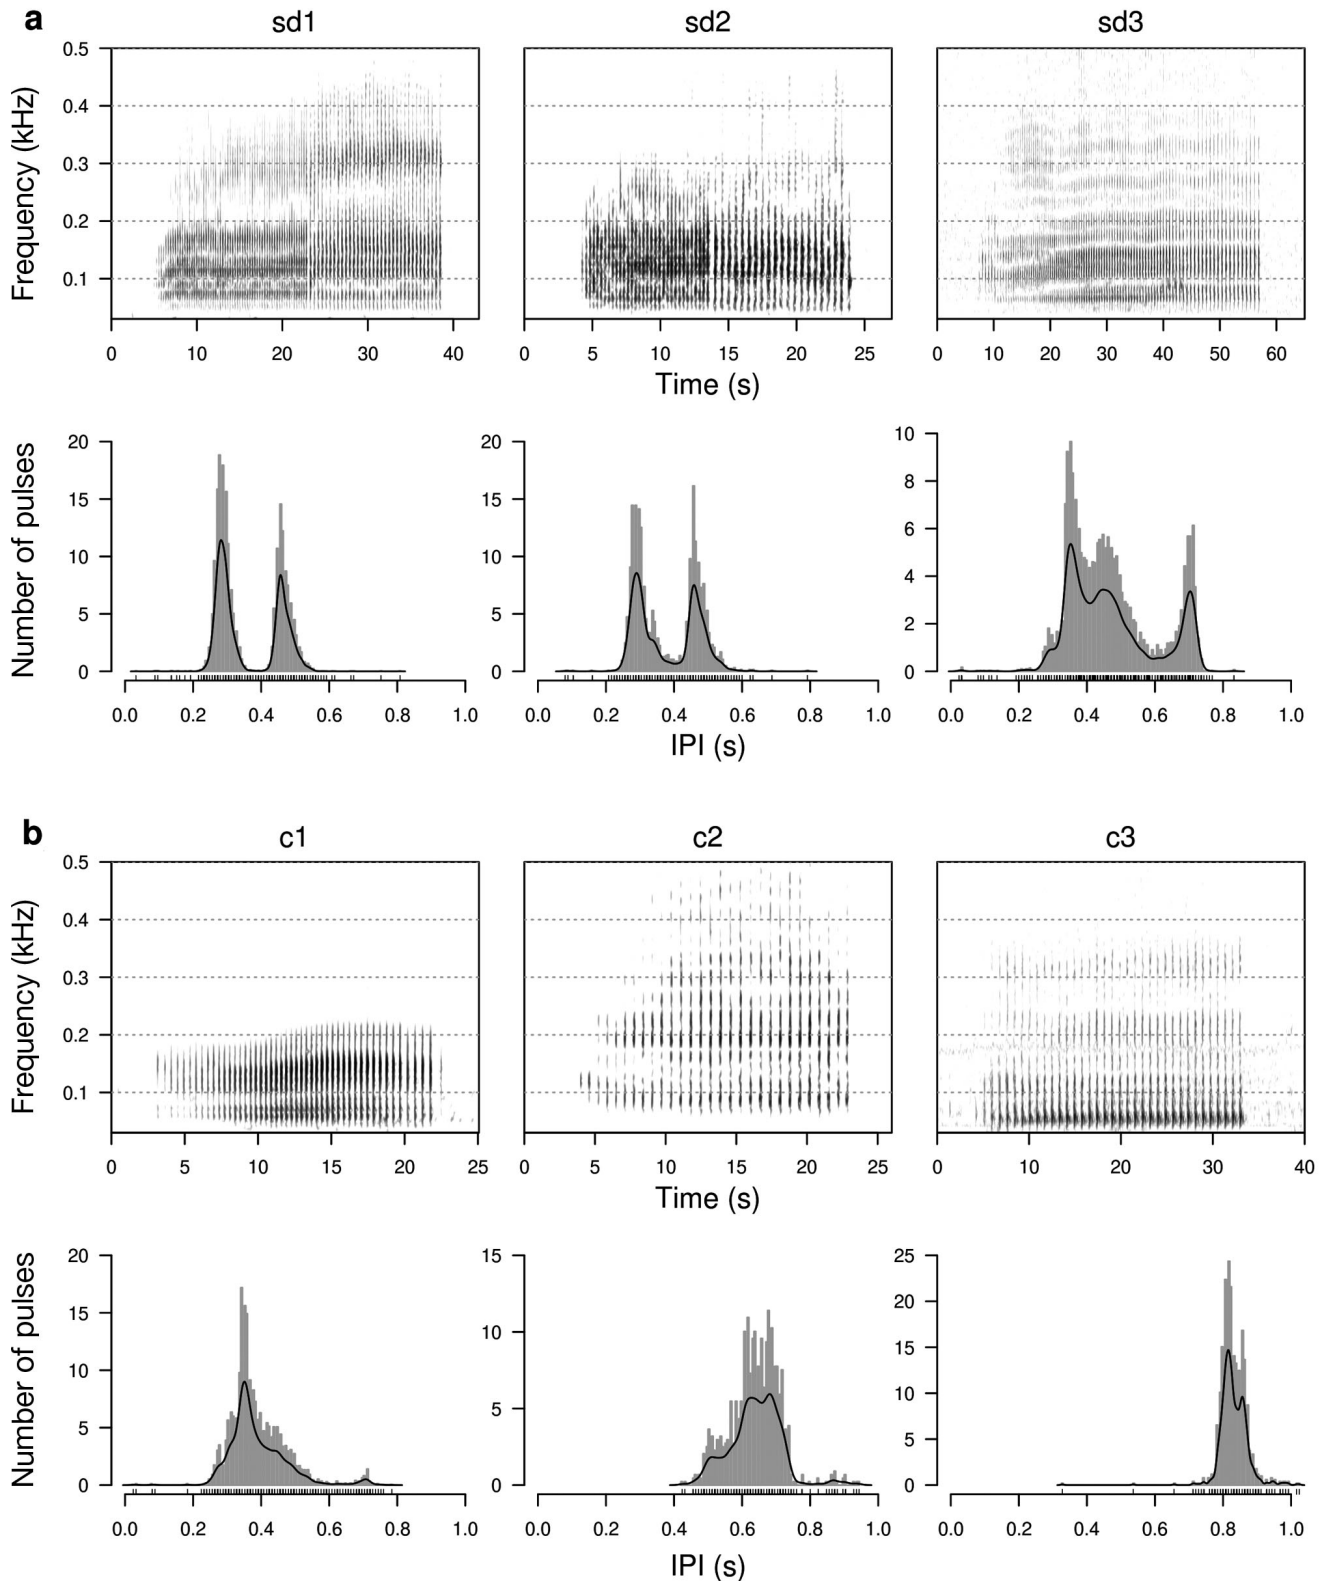 a
sd1 sd2 sd3
Frequency (kHz)
0.5
0.4
0.3
0.2
0.1
0 10 20 30 40
0 5 10 15 20 25
0 10 20 30 40 50 60
Time (s)
Number of pulses
20
15
10
5
0
20
15
10
5
0
10
8
6
4
2
0
0.0 0.2 0.4 0.6 0.8 1.0
0.0 0.2 0.4 0.6 0.8 1.0
0.0 0.2 0.4 0.6 0.8 1.0
IPI (s)
b
c1 c2 c3
Frequency (kHz)
0.5
0.4
0.3
0.2
0.1
0 5 10 15 20 25
0 5 10 15 20 25
0 10 20 30 40
Time (s)
Number of pulses
20
15
10
5
0
15
10
5
0
25
20
15
10
5
0
0.0 0.2 0.4 0.6 0.8 1.0
0.0 0.2 0.4 0.6 0.8 1.0
0.0 0.2 0.4 0.6 0.8 1.0
IPI (s)